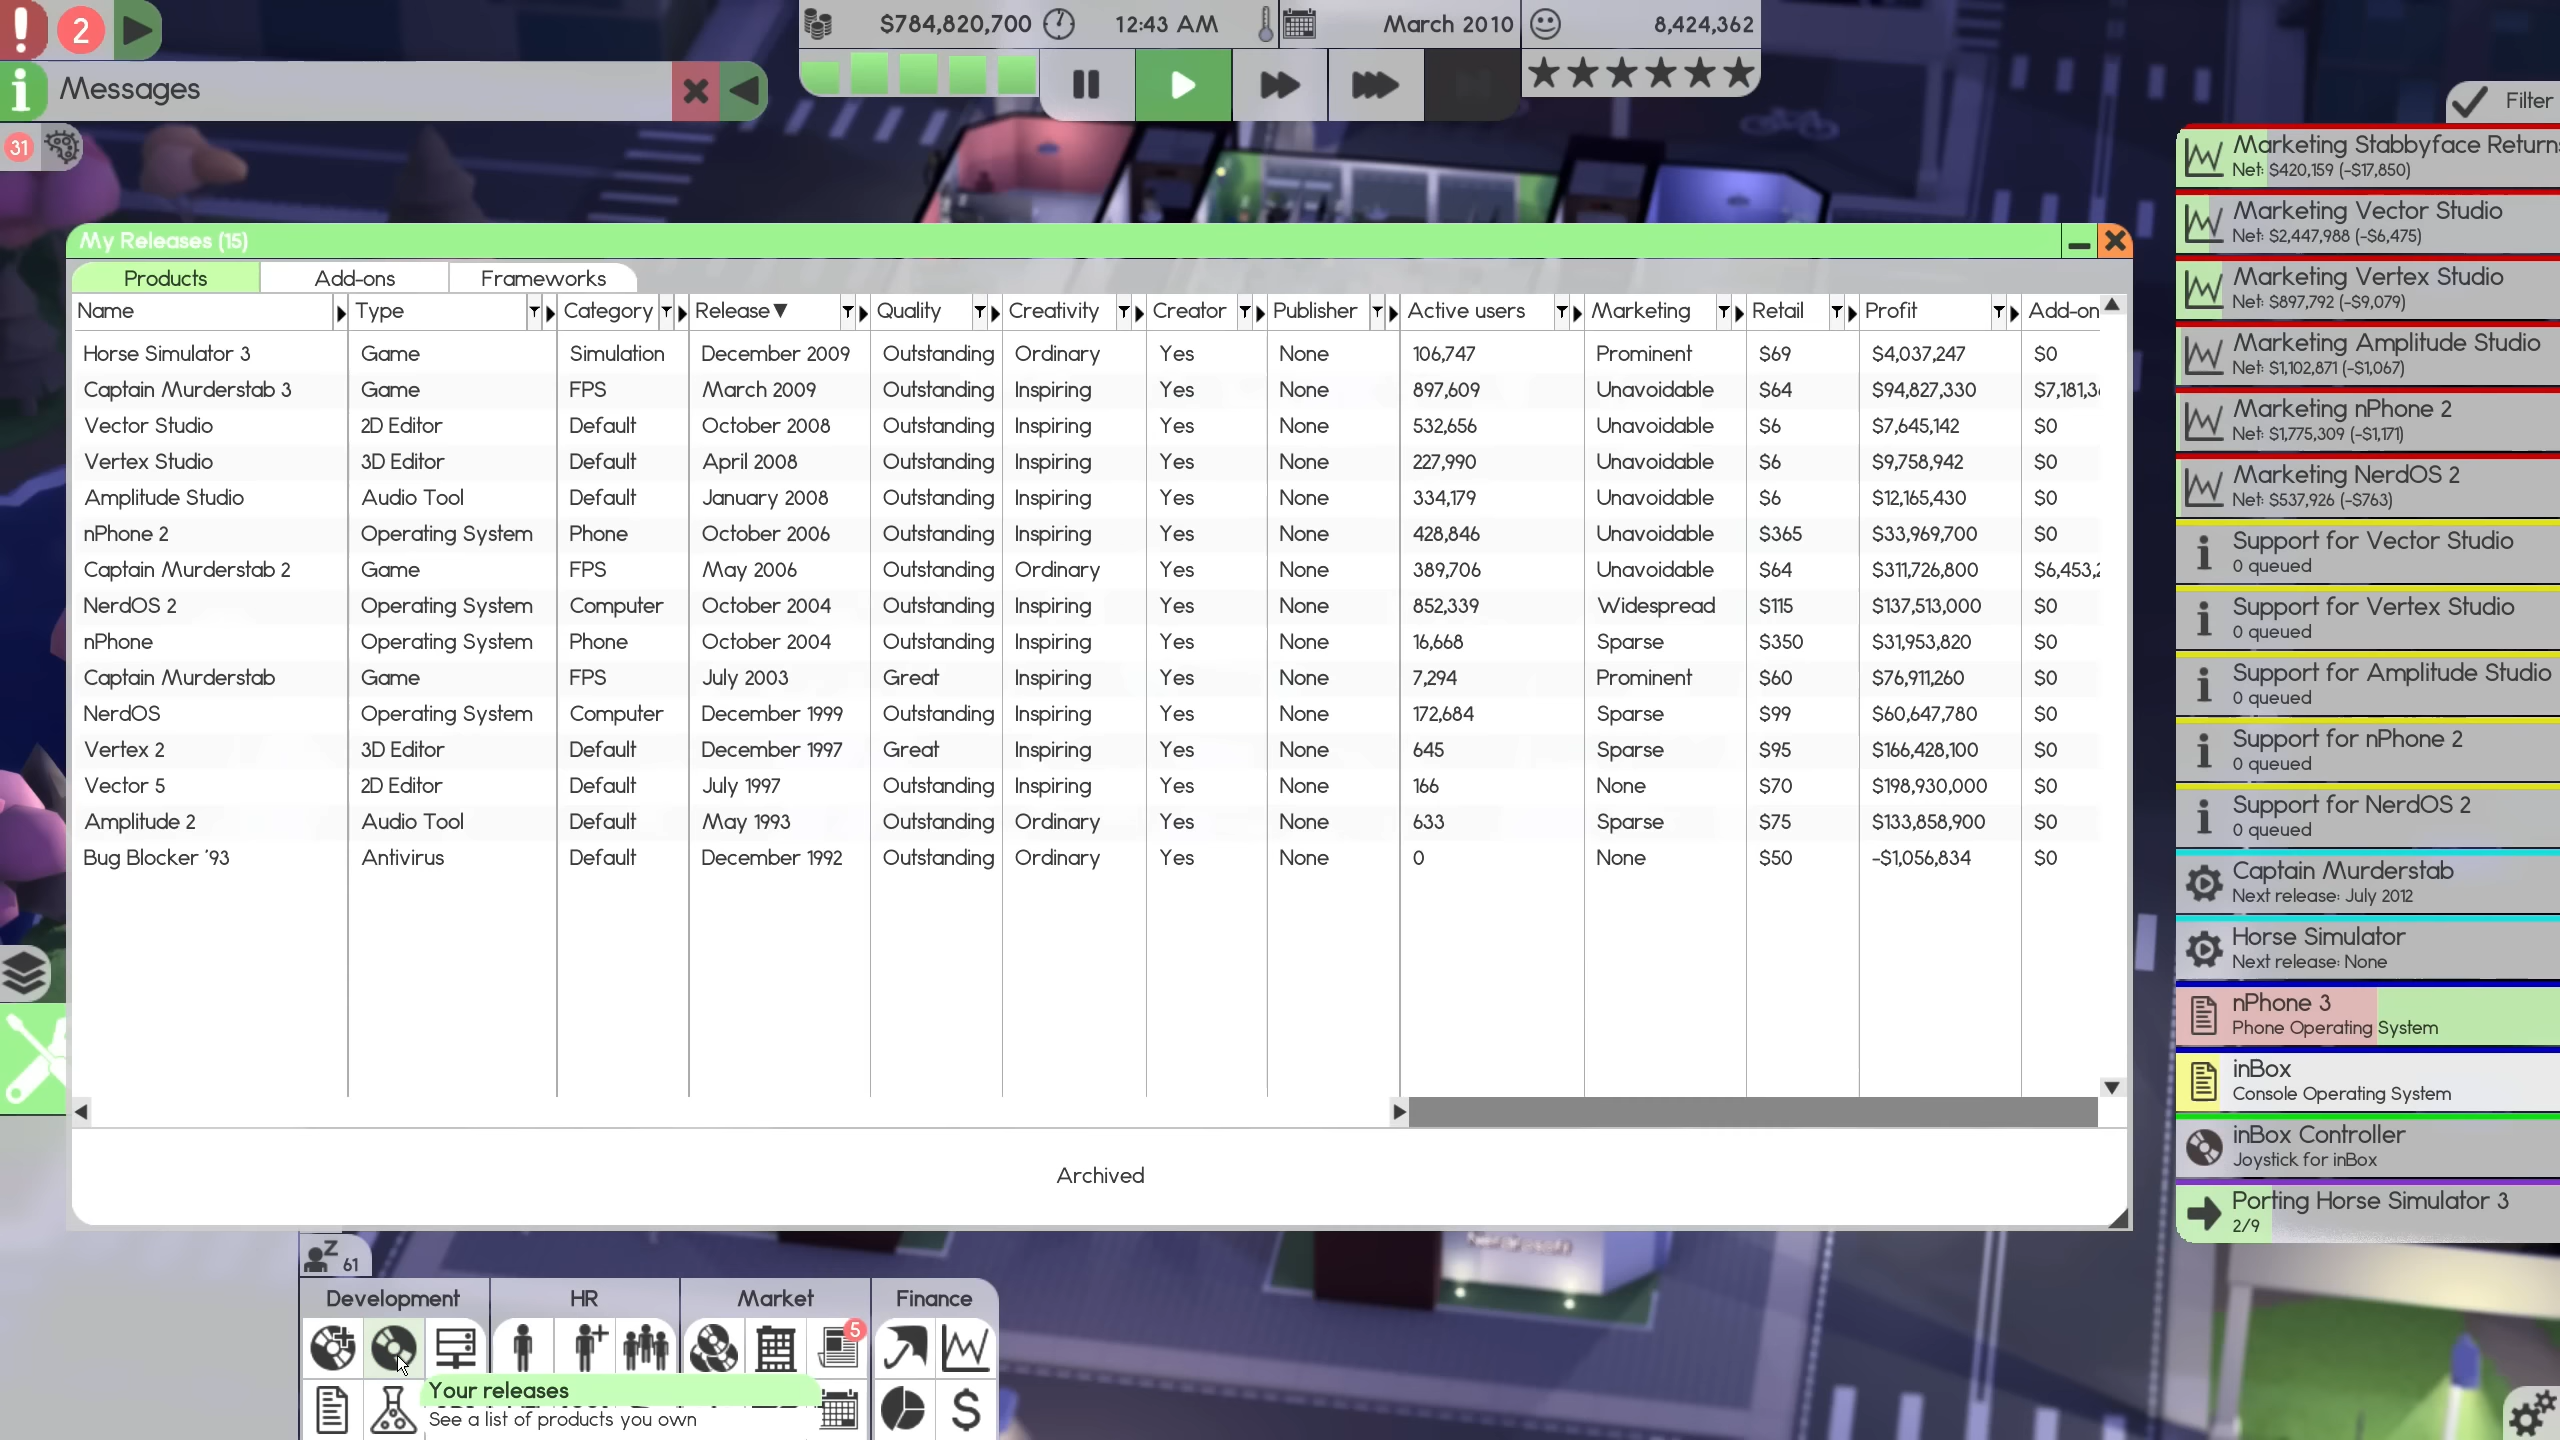 2
$784,820,700
12:43 AM
March 2010
8,424,362
Messages
31
Filter
My Releases (15)
Products
Add-ons
Frameworks
Name Type Category Release Quality Creativity Creator Publisher Active users Marketing Retail Profit Add-on
Horse Simulator 3 Game Simulation December 2009 Outstanding Ordinary Yes None 106,747 Prominent $69 $4,037,247 $0
Captain Murderstab 3 Game FPS March 2009 Outstanding Inspiring Yes None 897,609 Unavoidable $64 $94,827,330 $7,181,3
Vector Studio 2D Editor Default October 2008 Outstanding Inspiring Yes None 532,656 Unavoidable $6 $7,645,142 $0
Vertex Studio 3D Editor Default April 2008 Outstanding Inspiring Yes None 227,990 Unavoidable $6 $9,758,942 $0
Amplitude Studio Audio Tool Default January 2008 Outstanding Inspiring Yes None 334,179 Unavoidable $6 $12,165,430 $0
nPhone 2 Operating System Phone October 2006 Outstanding Inspiring Yes None 428,846 Unavoidable $365 $33,969,700 $0
Captain Murderstab 2 Game FPS May 2006 Outstanding Ordinary Yes None 389,706 Unavoidable $64 $311,726,800 $6,453,2
NerdOS 2 Operating System Computer October 2004 Outstanding Inspiring Yes None 852,339 Widespread $115 $137,513,000 $0
nPhone Operating System Phone October 2004 Outstanding Inspiring Yes None 16,668 Sparse $350 $31,953,820 $0
Captain Murderstab Game FPS July 2003 Great Inspiring Yes None 7,294 Prominent $60 $76,911,260 $0
NerdOS Operating System Computer December 1999 Outstanding Inspiring Yes None 172,684 Sparse $99 $60,647,780 $0
Vertex 2 3D Editor Default December 1997 Great Inspiring Yes None 645 Sparse $95 $166,428,100 $0
Vector 5 2D Editor Default July 1997 Outstanding Inspiring Yes None 166 None $70 $198,930,000 $0
Amplitude 2 Audio Tool Default May 1993 Outstanding Ordinary Yes None 633 Sparse $75 $133,858,900 $0
Bug Blocker '93 Antivirus Default December 1992 Outstanding Ordinary Yes None 0 None $50 -$1,056,834 $0
Archived
Marketing Stabbyface Return
Net: $420,159 (-$17,850)
Marketing Vector Studio
Net: $2,447,988 (-$6,475)
Marketing Vertex Studio
Net: $897,792 (-$9,079)
Marketing Amplitude Studio
Net: $1,102,871 (-$1,067)
Marketing nPhone 2
Net: $1,775,309 (-$1,171)
Marketing NerdOS 2
Net: $537,926 (-$763)
Support for Vector Studio
0 queued
Support for Vertex Studio
0 queued
Support for Amplitude Studio
0 queued
Support for nPhone 2
0 queued
Support for NerdOS 2
0 queued
Captain Murderstab
Next release: July 2012
Horse Simulator
Next release: None
nPhone 3
Phone Operating System
inBox
Console Operating System
inBox Controller
Joystick for inBox
Porting Horse Simulator 3
2/9
61
Development
HR
Market
Finance
5
Your releases
See a list of products you own